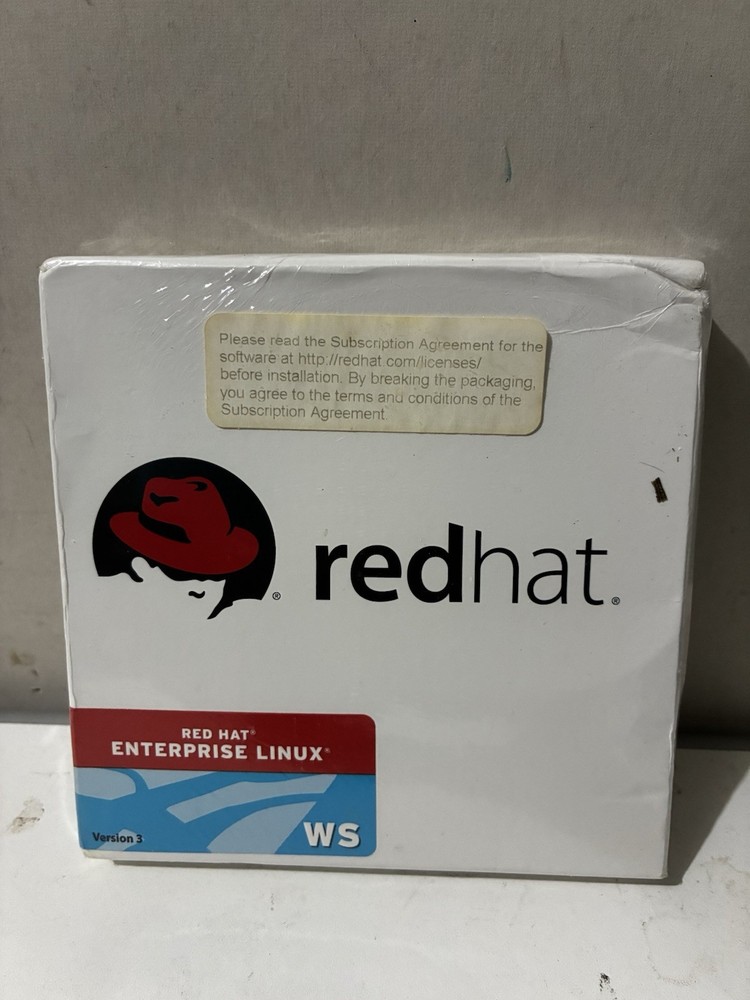 Please read the Subscription Agreement for the
software at http://redhat.com/licenses/
before installation. By breaking the packaging,
you agree to the terms and conditions of the
Subscription Agreement
redhat®
RED HAT®
ENTERPRISE LINUX®
Version 3
WS